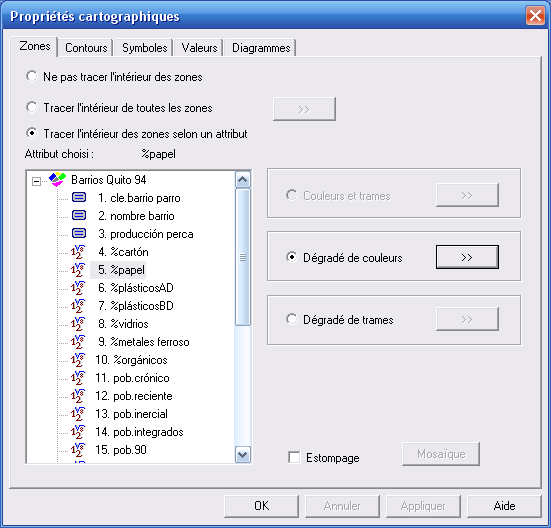 Propriétés cartographiques
Zones
Contours
Symboles
Valeurs
Diagrammes
Ne pas tracer l'intérieur des zones
Tracer l'intérieur de toutes les zones
>>
Tracer l'intérieur des zones selon un attribut
Attribut choisi : %papel
Barrios Quito 94
1. cle.barrio parro
2. nombre barrio
3. producción perca
4. %cartón
5. %papel
6. %plásticosAD
7. %plásticosBD
8. %vidrios
9. %metales ferroso
10. %orgánicos
11. pob.crónico
12. pob.reciente
13. pob.inercial
14. pob.integrados
15. pob.90
Couleurs et trames
>>
Dégradé de couleurs
>>
Dégradé de trames
>>
Estompage
Mosaïque
OK
Annuler
Appliquer
Aide